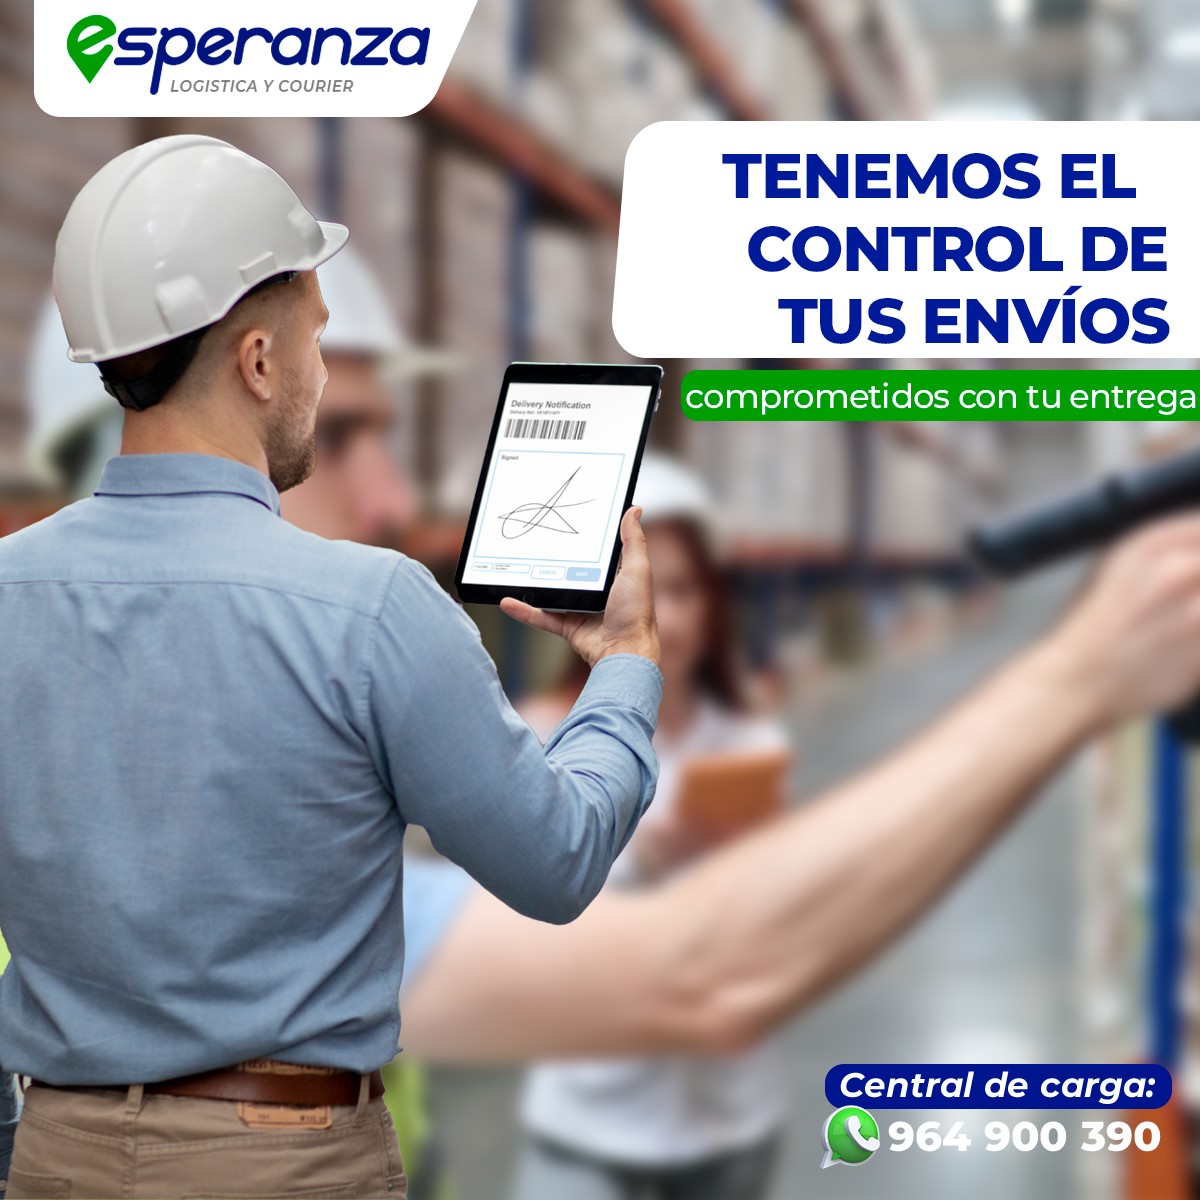 esperanza
LOGISTICA Y COURIER
TENEMOS EL
CONTROL DE
TUS ENVÍOS
comprometidos con tu entrega
Delivery Notification
Signed
Central de carga:
964 900 390